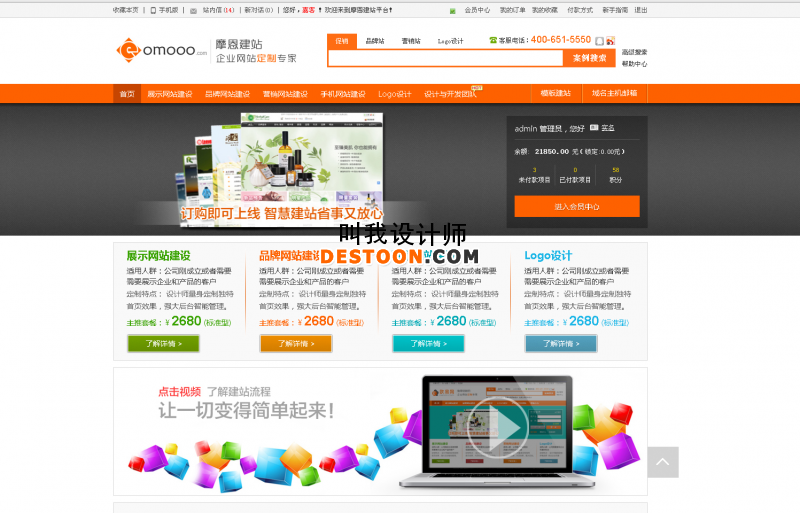 收藏本页 | 手机版 | 站内信(14) | 新对话(0) | 您好，嘉客！欢迎来到摩恩建站平台！
会员中心 我的订单 我的收藏 付款方式 新手指南 退出
omooo.com
摩恩建站
企业网站定制专家
促销 品牌站 营销站 Logo设计
客服电话：400-651-5550
案例搜索
高级搜索
帮助中心
首页 展示网站建设 品牌网站建设 营销网站建设 手机网站建设 Logo设计 设计与开发团队 模版建站 域名主机邮箱
订购即可上线 智慧建站省事又放心
admin 管理员，您好
余额：21850.00 元（锁定:0.00元）
3 0 58
未付款项目 已付款项目 积分
进入会员中心
叫我设计师
DESTOON.COM
展示网站建设
适用人群：公司刚成立或者需要
需要展示企业和产品的客户
定制特点： 设计师量身定制独特
首页效果，强大后台智能管理。
主推套餐：¥ 2680 (标准型)
了解详情 >
品牌网站建设
适用人群：公司刚成立或者需要
需要展示企业和产品的客户
定制特点： 设计师量身定制独特
首页效果，强大后台智能管理。
主推套餐：¥ 2680 (标准型)
了解详情 >
适用人群：公司刚成立或者需要
需要展示企业和产品的客户
定制特点： 设计师量身定制独特
首页效果，强大后台智能管理。
主推套餐：¥ 2680 (标准型)
了解详情 >
Logo设计
适用人群：公司刚成立或者需要
需要展示企业和产品的客户
定制特点： 设计师量身定制独特
首页效果，强大后台智能管理。
主推套餐：¥ 2680 (标准型)
了解详情 >
点击视频 了解建站流程
让一切变得简单起来！